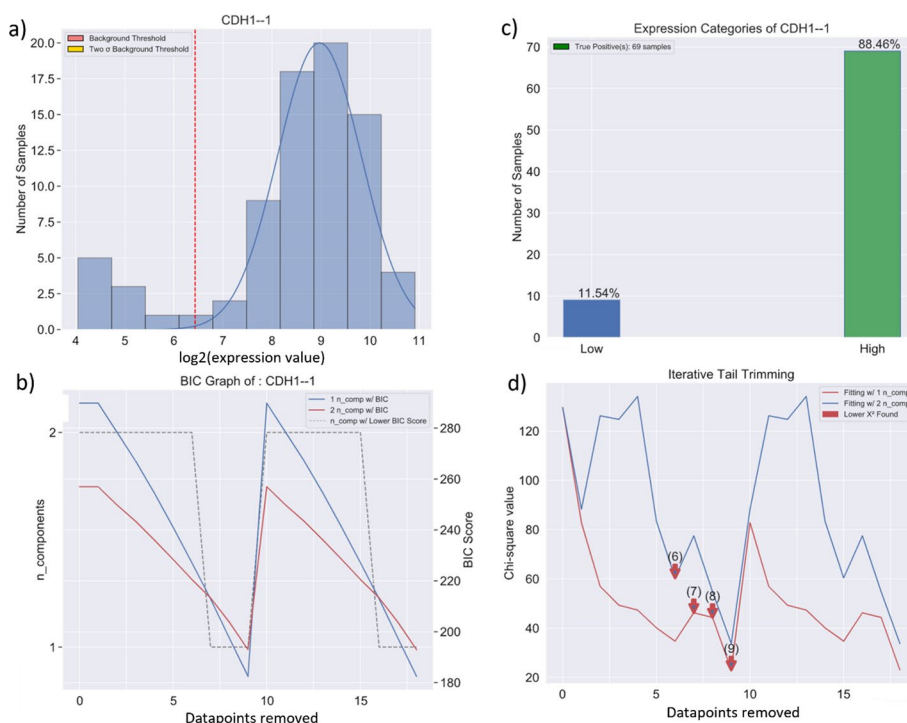 a)
CDH1--1
Background Threshold
Two σ Background Threshold
20.0
17.5
15.0
12.5
10.0
7.5
5.0
2.5
0.0
Number of Samples
4 5 6 7 8 9 10 11
log2(expression value)
c)
Expression Categories of CDH1--1
True Positive(s): 69 samples
88.46%
11.54%
70
60
50
40
30
20
10
0
Number of Samples
Low High
b)
BIC Graph of : CDH1--1
1 n_comp w/ BIC
2 n_comp w/ BIC
n_comp w/ Lower BIC Score
2
1
n_components
280
260
240
220
200
180
BIC Score
0 5 10 15
Datapoints removed
d)
Iterative Tail Trimming
Fitting w/ 1 n_comp
Fitting w/ 2 n_comp
Lower X² Found
120
100
80
60
40
20
Chi-square value
(6)
(7)
(8)
(9)
0 5 10 15
Datapoints removed